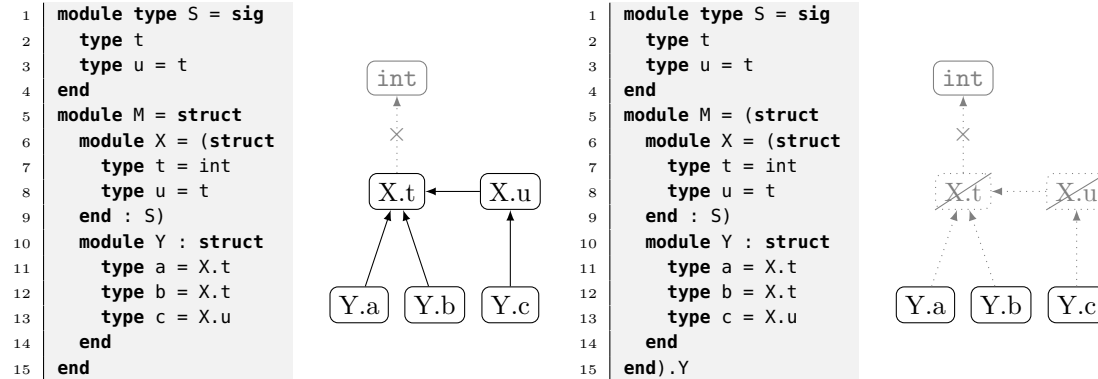 1 module type S = sig
2 type t
3 type u = t
4 end
5 module M = struct
6 module X = (struct
7 type t = int
8 type u = t
9 end : S)
10 module Y : struct
11 type a = X.t
12 type b = X.t
13 type c = X.u
14 end
15 end
int
×
X.t X.u
Y.a Y.b Y.c
1 module type S = sig
2 type t
3 type u = t
4 end
5 module M = (struct
6 module X = (struct
7 type t = int
8 type u = t
9 end : S)
10 module Y : struct
11 type a = X.t
12 type b = X.t
13 type c = X.u
14 end
15 end).Y
int
×
X.t X.u
Y.a Y.b Y.c